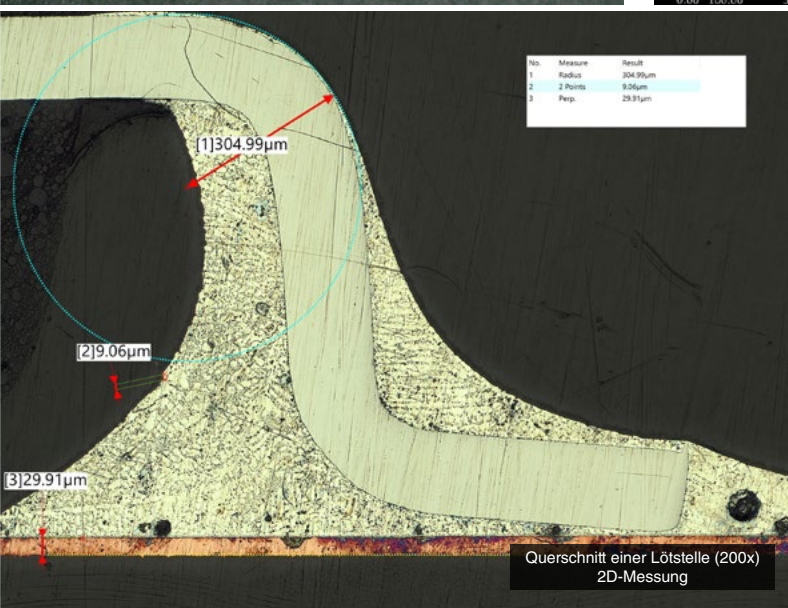 No. Measure Result
1 Radius 304.99µm
2 2 Points 9.06µm
3 Perp. 29.91µm
[1]304.99µm
[2]9.06µm
[3]29.91µm
Querschnitt einer Lötstelle (200x)
2D-Messung